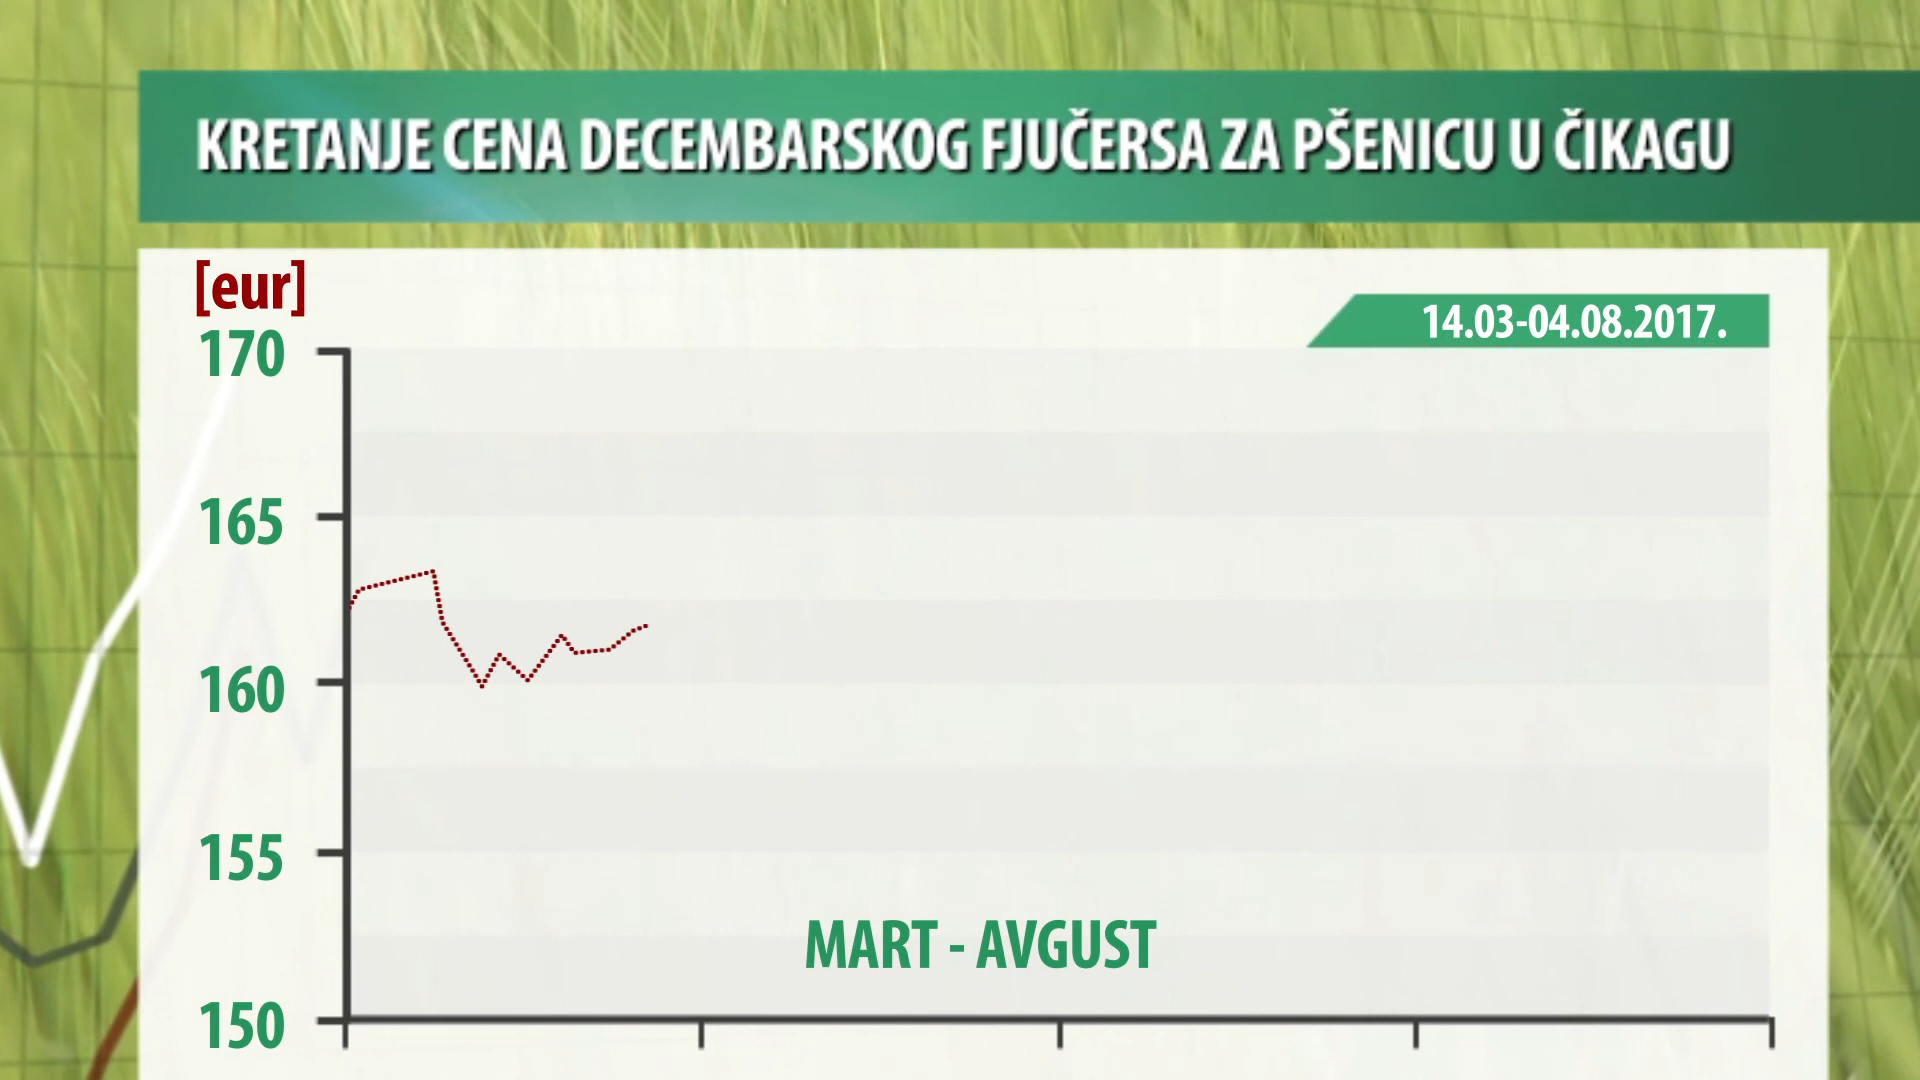 KRETANJE CENA DECEMBARSKOG FJUČERSA ZA PŠENICU U ČIKAGU
[eur]
14.03-04.08.2017.
170
165
160
155
MART - AVGUST
150